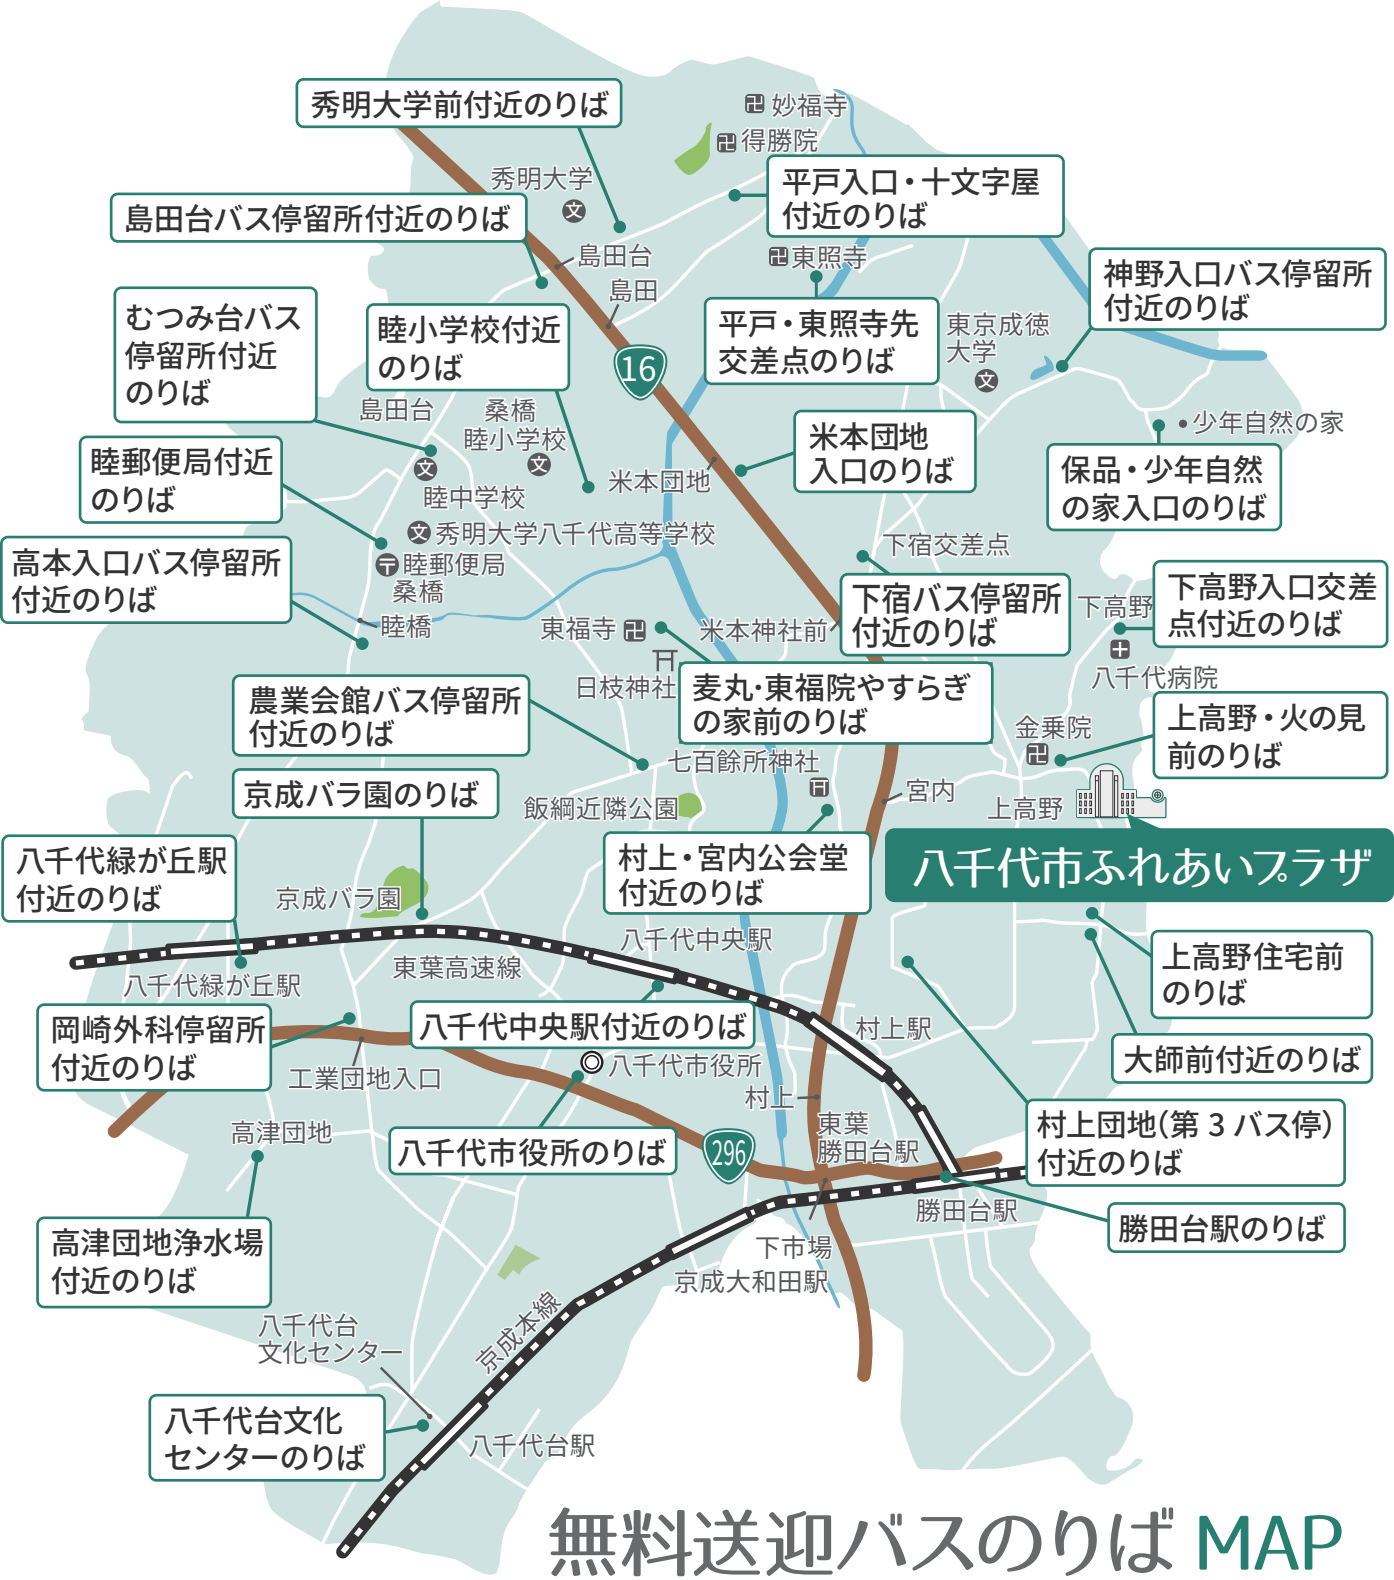 秀明大学前付近のりば
妙福寺
得勝院
秀明大学
文
平戸入口・十文字屋
付近のりば
島田台バス停留所付近のりば
島田台
東照寺
島田
神野入口バス停留所
付近のりば
むつみ台バス
停留所付近
のりば
睦小学校付近
のりば
平戸・東照寺先
交差点のりば
東京成徳
大学
文
16
島田台
桑橋
睦小学校
文
少年自然の家
米本団地
入口のりば
睦郵便局付近
のりば
文
睦中学校
米本団地
保品・少年自然
の家入口のりば
文
秀明大学八千代高等学校
高本入口バス停留所
付近のりば
〒
睦郵便局
桑橋
下宿交差点
下宿バス停留所
付近のりば
下高野
下高野入口交差
点付近のりば
睦橋
東福寺
米本神社前
八千代病院
日枝神社
農業会館バス停留所
付近のりば
麦丸・東福院やすらぎ
の家前のりば
金乗院
上高野・火の見
前のりば
七百餘所神社
京成バラ園のりば
飯綱近隣公園
宮内
上高野
八千代緑が丘駅
付近のりば
村上・宮内公会堂
付近のりば
八千代市ふれあいプラザ
京成バラ園
八千代中央駅
東葉高速線
八千代緑が丘駅
上高野住宅前
のりば
岡崎外科停留所
付近のりば
八千代中央駅付近のりば
村上駅
大師前付近のりば
工業団地入口
八千代市役所
村上
村上団地(第3バス停)
付近のりば
高津団地
八千代市役所のりば
296
東葉
勝田台駅
勝田台駅
勝田台駅のりば
高津団地浄水場
付近のりば
下市場
京成大和田駅
八千代台
文化センター
京成本線
八千代台文化
センターのりば
八千代台駅
無料送迎バスのりば MAP